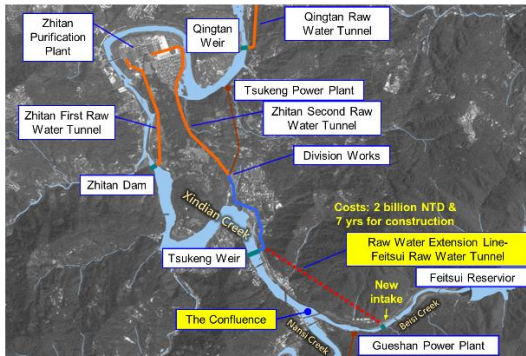 Zhitan
Purification
Plant
Qingtan
Weir
Qingtan Raw
Water Tunnel
Tsukeng Power Plant
Zhitan First Raw
Water Tunnel
Zhitan Second Raw
Water Tunnel
Division Works
Zhitan Dam
Xindian Creek
Costs: 2 billion NTD &
7 yrs for construction
Raw Water Extension Line-
Feitsui Raw Water Tunnel
Tsukeng Weir
Feitsui Reservior
New
intake
The Confluence
Nansi Creek
Beisi Creek
Gueshan Power Plant